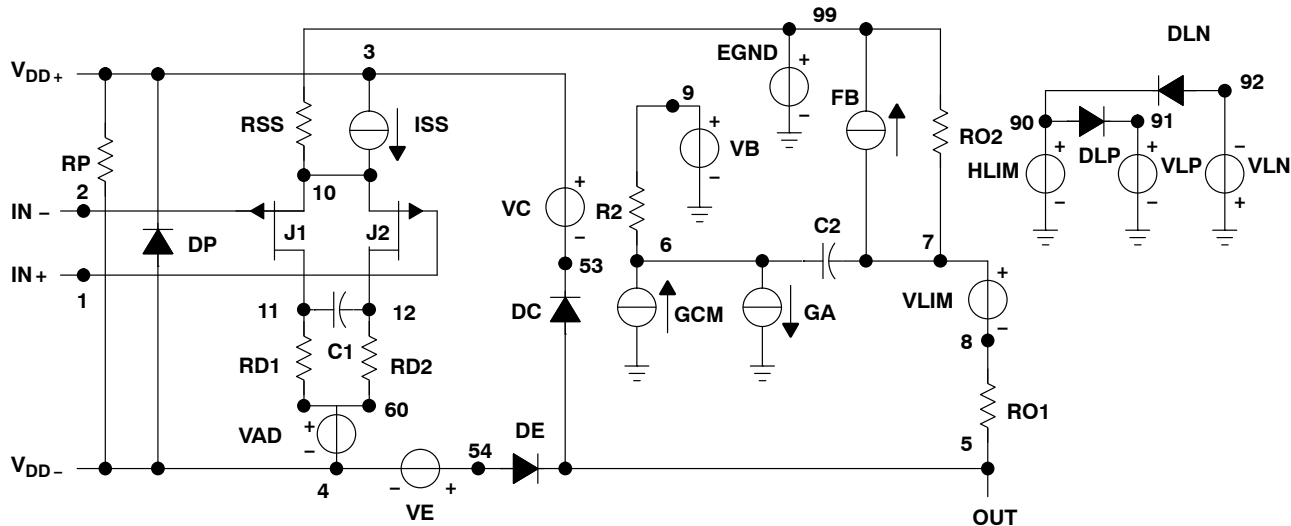 99
DLN
3
EGND
+
VDD+
FB
92
9
+
–
RSS
ISS
90
91
VB
–
RO2
RP
DLP
+
+
–
HLIM
VLP
VLN
2
10
–
–
+
IN –
+
VC
R2
C2
–
J1
J2
6
7
DP
IN +
53
+
1
VLIM
11
12
DC
GCM
GA
–
C1
8
RD1
RD2
60
RO1
+
VAD
DE
–
54
5
VDD –
4
–
+
VE
OUT